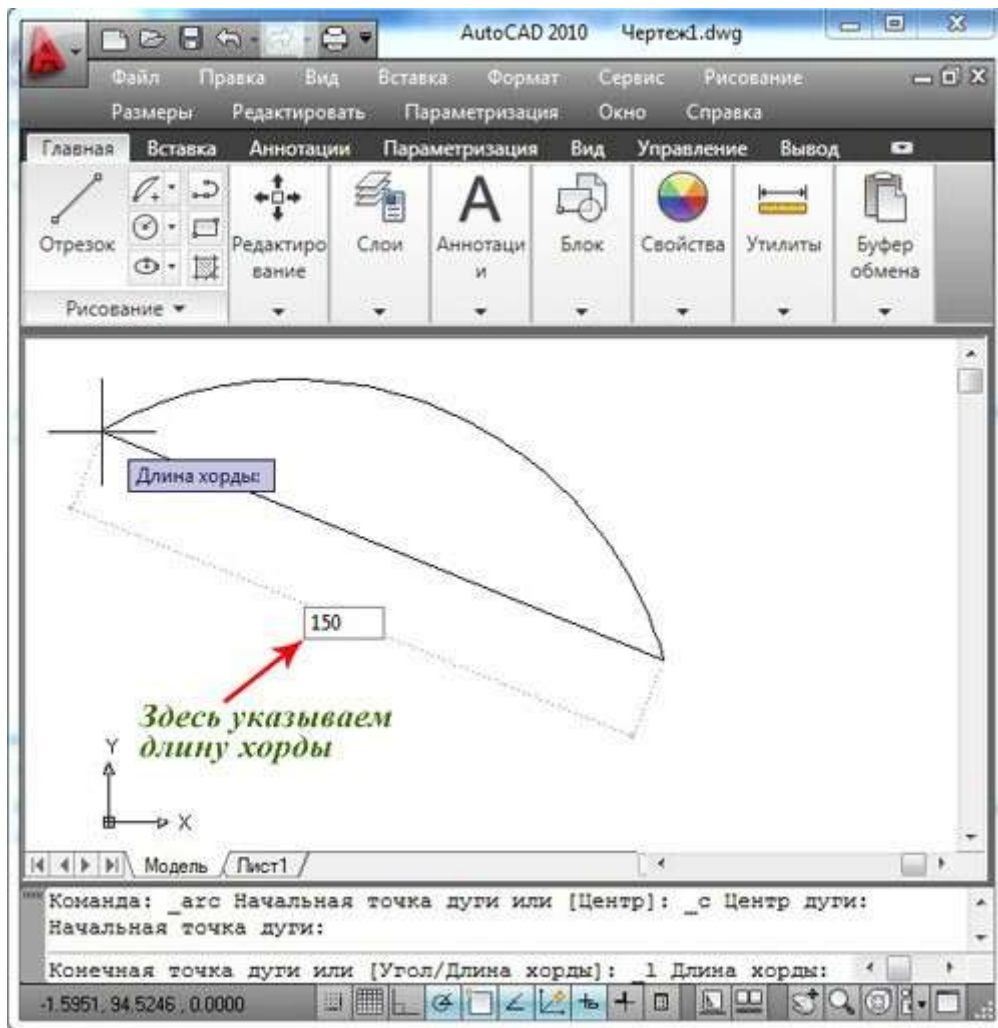 AutoCAD 2010 Чертеж1.dwg
Файл Правка Вид Вставка Формат Сервис Рисование
Размеры Редактировать Параметризация Окно Справка
Главная Вставка Аннотации Параметризация Вид Управление Вывод
Отрезок
Редактиро
вание
Слои
Аннотаци
и
Блок
Свойства
Утилиты
Буфер
обмена
Рисование
Длина хорды:
150
Здесь указываем
длину хорды
Y
X
Модель Лист1
Команда: _arc Начальная точка дуги или [Центр]: _c Центр дуги:
Начальная точка дуги:
Конечная точка дуги или [Угол/Длина хорды]: _l Длина хорды:
-1.5951, 94.5246 , 0.0000